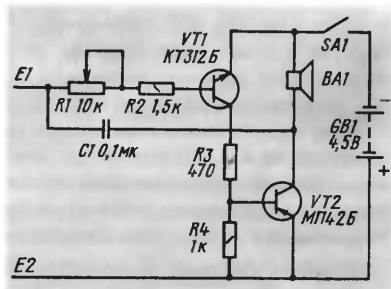 VT1
КТ312Б
SA1
E1
R1 10к
R2 1,5к
BA1
C1 0,1мк
GB1
4,5В
−
+
R3
470
VT2
МП42Б
R4
1к
E2